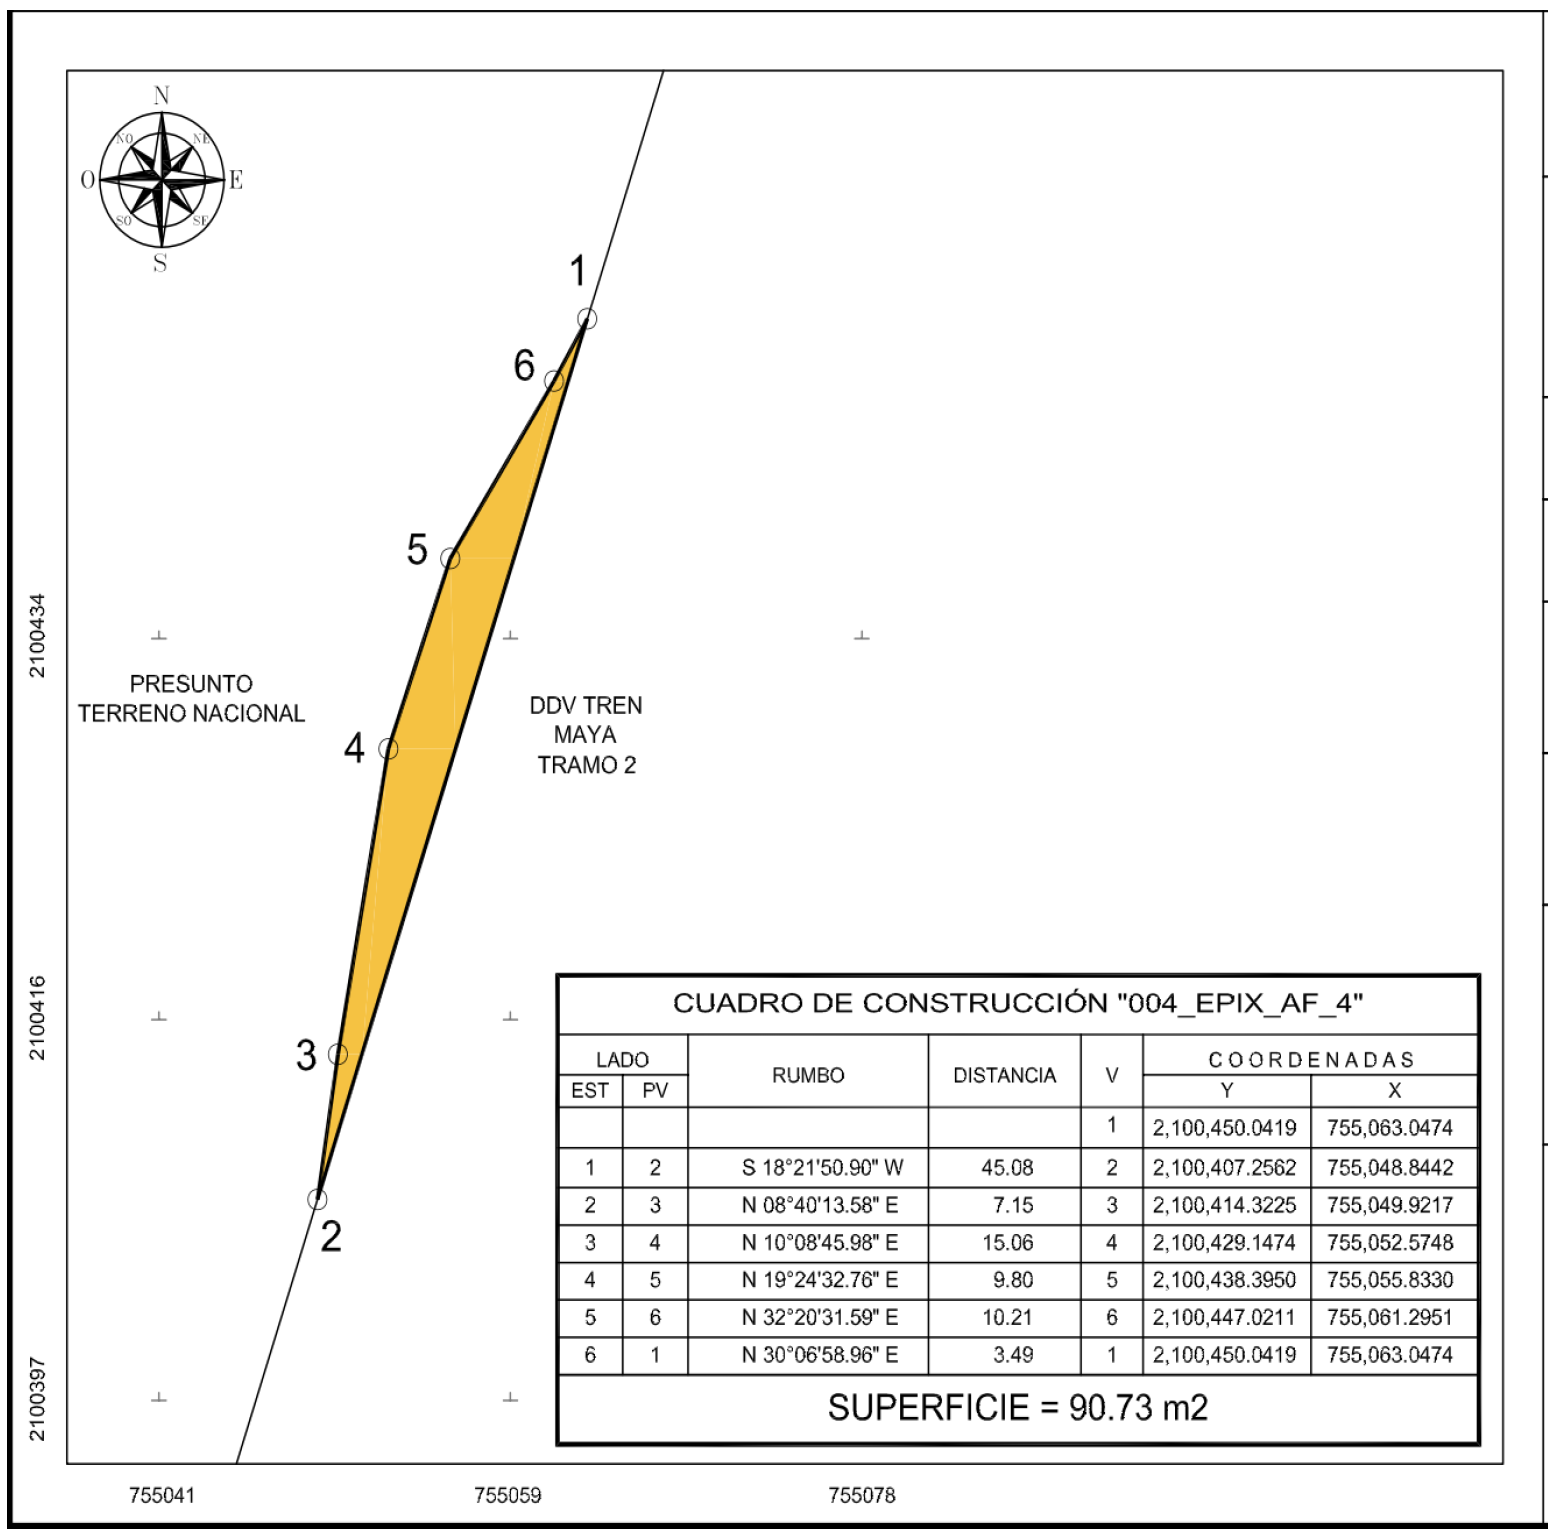 N
NO
NE
O
E
SO
SE
S
1
6
5
4
3
2
2100434
2100416
2100397
PRESUNTO
TERRENO NACIONAL
DDV TREN
MAYA
TRAMO 2
CUADRO DE CONSTRUCCIÓN "004_EPIX_AF_4"
LADO RUMBO DISTANCIA V COORDENADAS
EST PV Y X
1 2,100,450.0419 755,063.0474
1 2 S 18°21'50.90" W 45.08 2 2,100,407.2562 755,048.8442
2 3 N 08°40'13.58" E 7.15 3 2,100,414.3225 755,049.9217
3 4 N 10°08'45.98" E 15.06 4 2,100,429.1474 755,052.5748
4 5 N 19°24'32.76" E 9.80 5 2,100,438.3950 755,055.8330
5 6 N 32°20'31.59" E 10.21 6 2,100,447.0211 755,061.2951
6 1 N 30°06'58.96" E 3.49 1 2,100,450.0419 755,063.0474
SUPERFICIE = 90.73 m2
755041 755059 755078